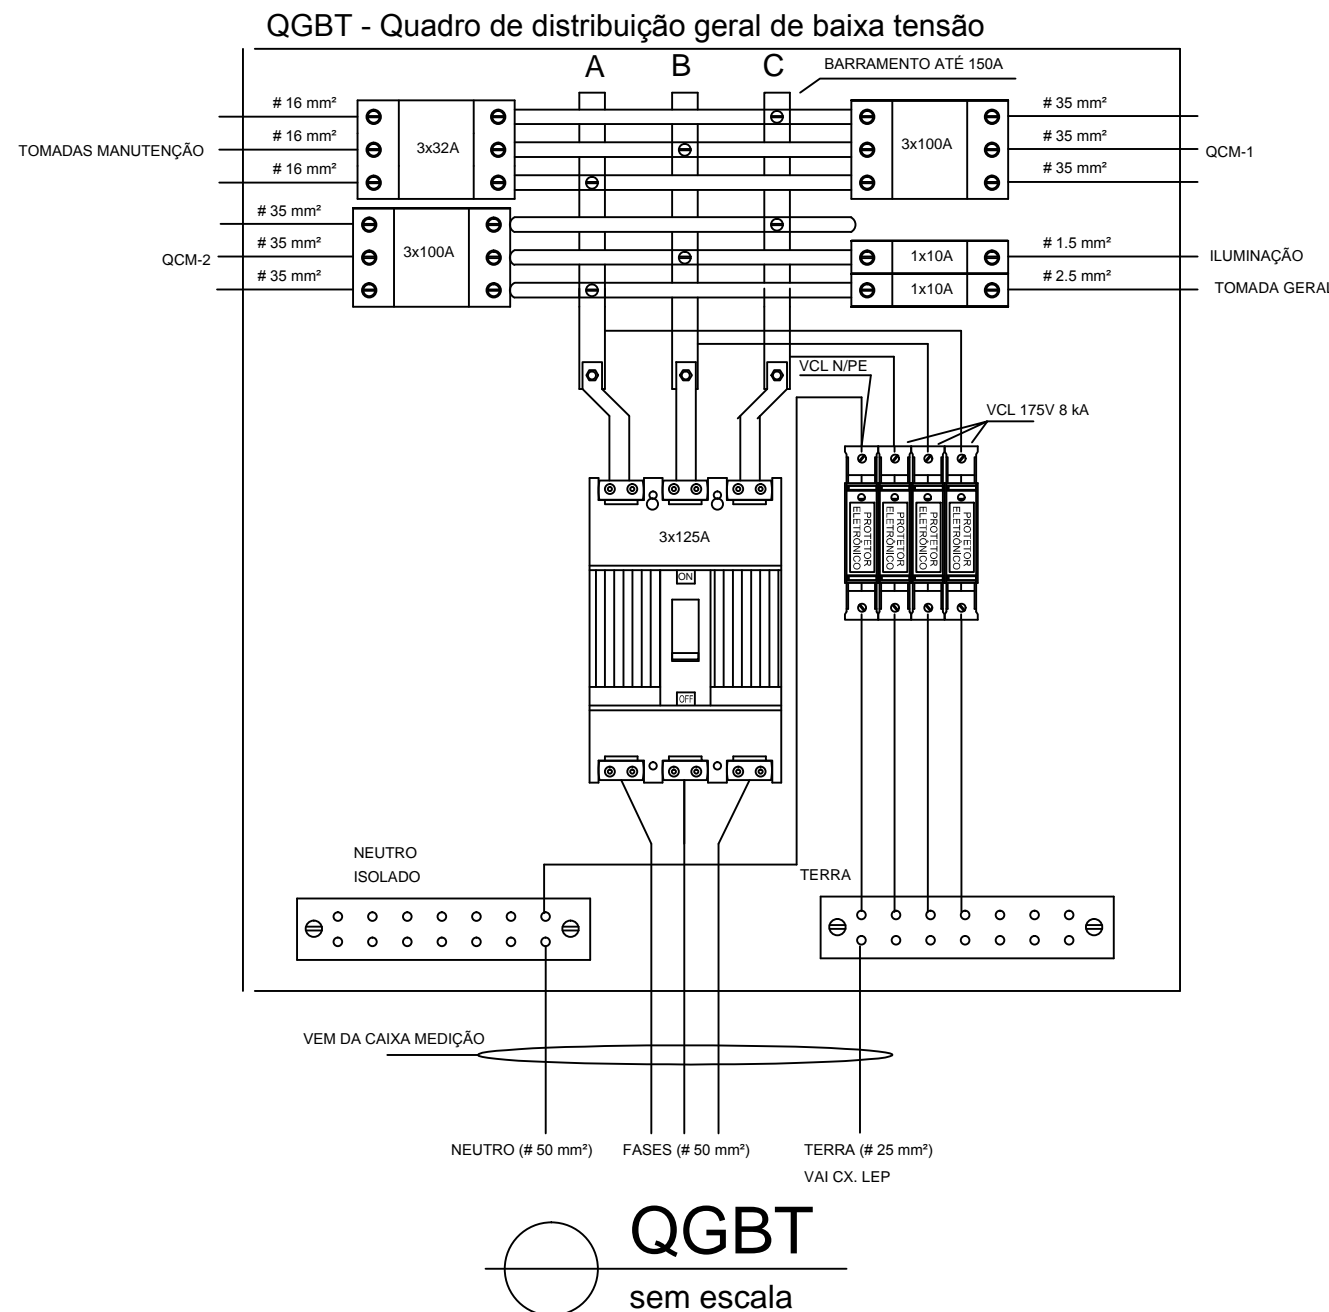 QGBT - Quadro de distribuição geral de baixa tensão
A
B
C
BARRAMENTO ATÉ 150A
TOMADAS MANUTENÇÃO
# 16 mm²
# 16 mm²
# 16 mm²
3x32A
3x100A
# 35 mm²
# 35 mm²
# 35 mm²
QCM-1
QCM-2
# 35 mm²
# 35 mm²
# 35 mm²
3x100A
1x10A
# 1.5 mm²
ILUMINAÇÃO
1x10A
# 2.5 mm²
TOMADA GERAL
VCL N/PE
VCL 175V 8 kA
3x125A
ON
OFF
PROTETOR
ELETRÔNICO
PROTETOR
ELETRÔNICO
PROTETOR
ELETRÔNICO
PROTETOR
ELETRÔNICO
NEUTRO
ISOLADO
TERRA
VEM DA CAIXA MEDIÇÃO
NEUTRO (# 50 mm²)
FASES (# 50 mm²)
TERRA (# 25 mm²)
VAI CX. LEP
QGBT
sem escala